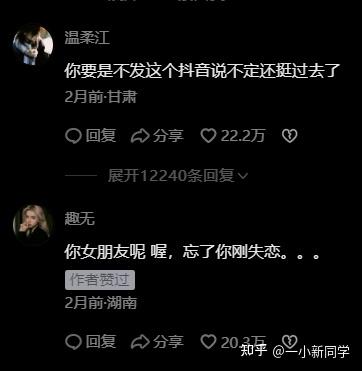 温柔江
你要是不发这个抖音说不定还挺过去了
2月前·甘肃
回复 分享 22.2万
展开12240条回复
趣无
你女朋友呢 喔，忘了你刚失恋。。。
作者赞过
2月前·湖南
回复 分享 20.3万
知乎 @一小新同学